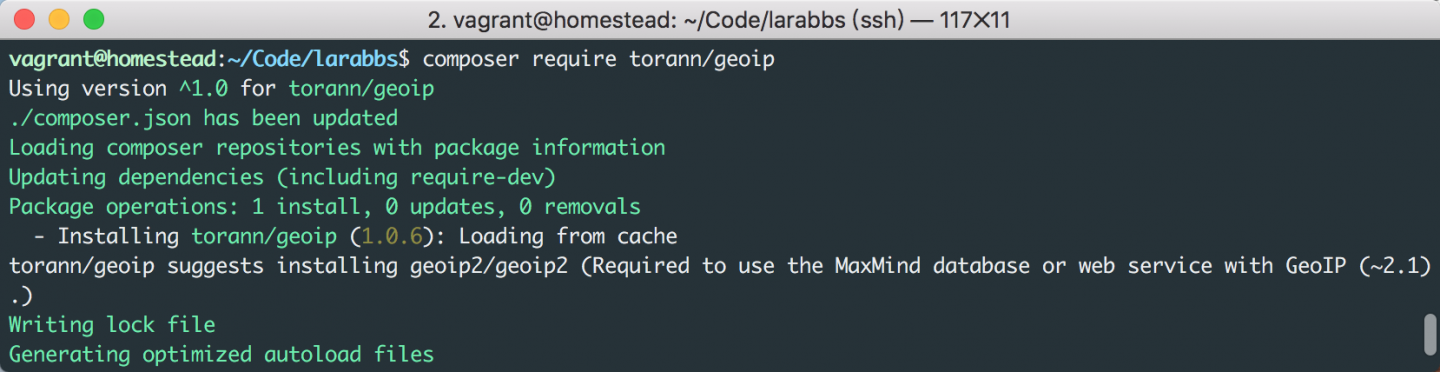 2. vagrant@homestead: ~/Code/larabbs (ssh) — 117×11
vagrant@homestead:~/Code/larabbs$ composer require torann/geoip
Using version ^1.0 for torann/geoip
./composer.json has been updated
Loading composer repositories with package information
Updating dependencies (including require-dev)
Package operations: 1 install, 0 updates, 0 removals
  - Installing torann/geoip (1.0.6): Loading from cache
torann/geoip suggests installing geoip2/geoip2 (Required to use the MaxMind database or web service with GeoIP (~2.1)
.)
Writing lock file
Generating optimized autoload files